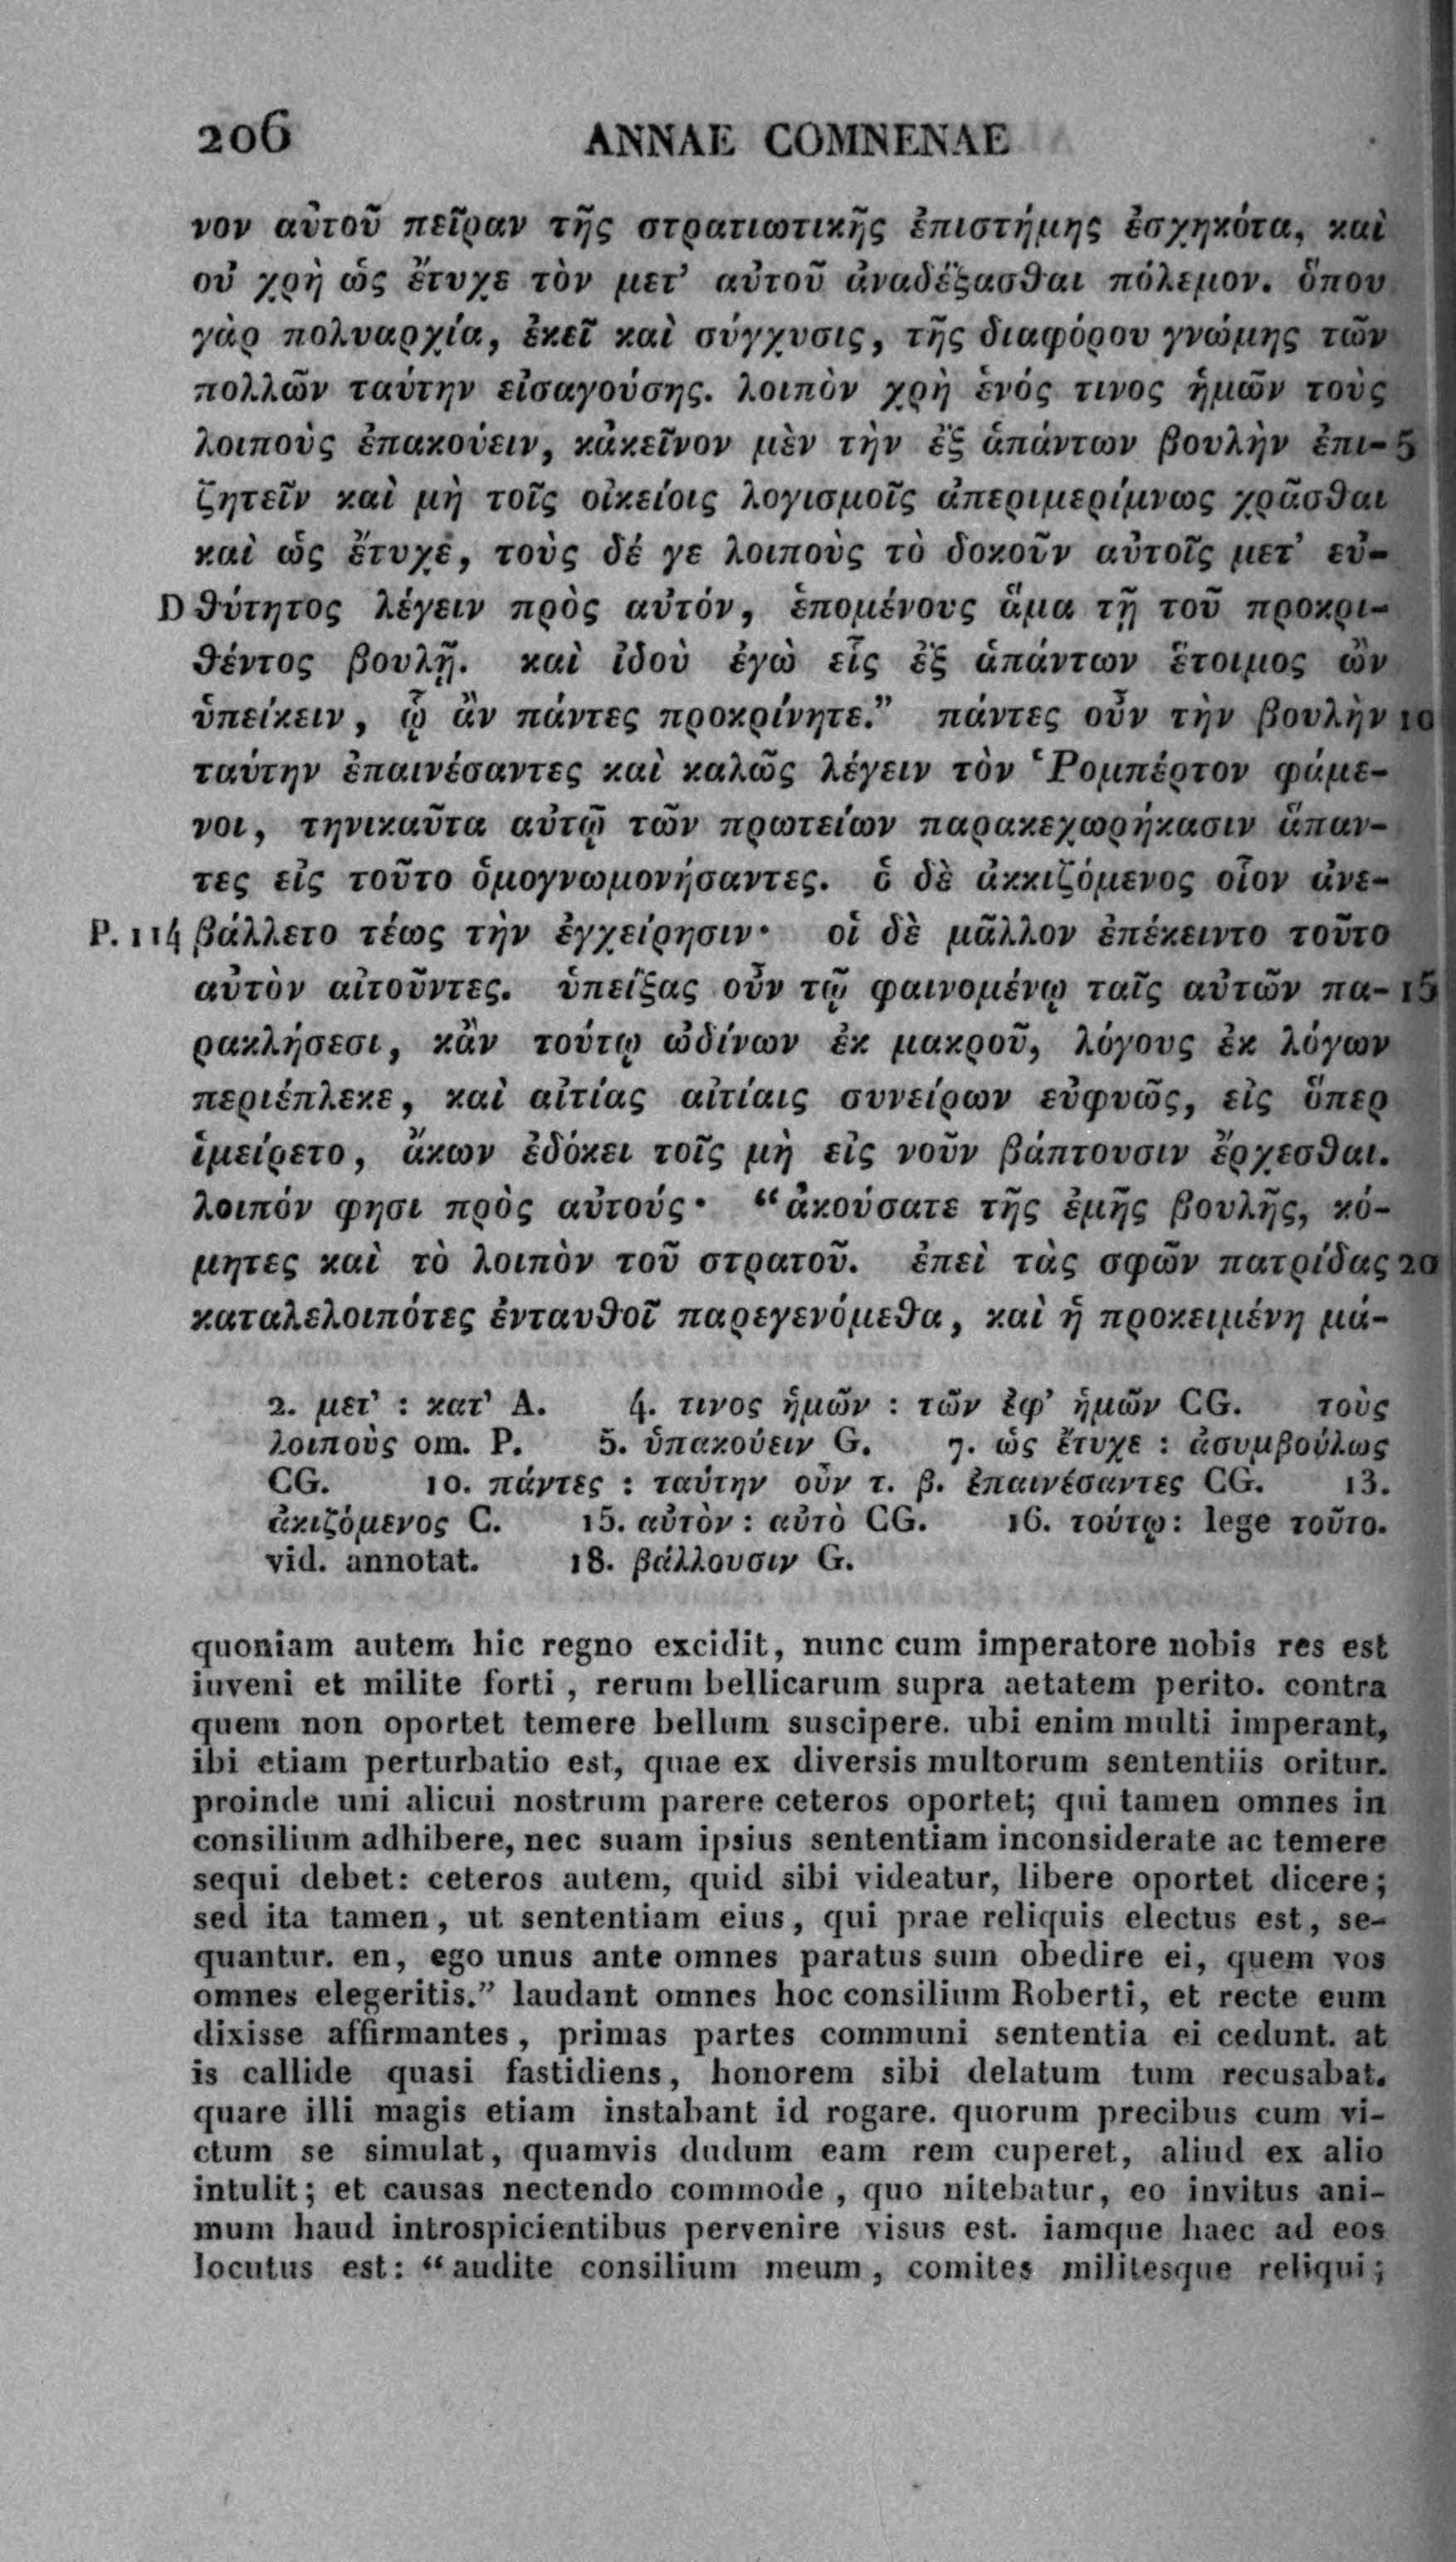 206 ANNAE COMNENAE
νον αὐτοῦ πεῖραν τῆς στρατιωτικῆς ἐπιστήμης ἐσχηκότα, καὶ
οὐ χρὴ ὡς ἔτυχε τὸν μετ’ αὐτοῦ ἀναδέξασθαι πόλεμον. ὅπου
γὰρ πολυαρχία, ἐκεῖ καὶ σύγχυσις, τῆς διαφόρου γνώμης τῶν
πολλῶν ταύτην εἰσαγούσης. λοιπὸν χρὴ ἑνός τινος ἡμῶν τοὺς
λοιποὺς ἐπακούειν, κἀκεῖνον μὲν τὴν ἐξ ἁπάντων βουλὴν ἐπι- 5
ζητεῖν καὶ μὴ τοῖς οἰκείοις λογισμοῖς ἀπεριμερίμνως χρᾶσθαι
καὶ ὡς ἔτυχε, τοὺς δέ γε λοιποὺς τὸ δοκοῦν αὐτοῖς μετ’ εὐ-
D θύτητος λέγειν πρὸς αὐτόν, ἑπομένους ἅμα τῇ τοῦ προκρι-
θέντος βουλῇ. καὶ ἰδοὺ ἐγὼ εἷς ἐξ ἁπάντων ἕτοιμος ὢν
ὑπείκειν, ᾧ ἂν πάντες προκρίνητε.” πάντες οὖν τὴν βουλὴν 10
ταύτην ἐπαινέσαντες καὶ καλῶς λέγειν τὸν Ῥομπέρτον φάμε-
νοι, τηνικαῦτα αὐτῷ τῶν πρωτείων παρακεχωρήκασιν ἅπαν-
τες εἰς τοῦτο ὁμογνωμονήσαντες. ὁ δὲ ἀκκιζόμενος οἷον ἀνε-
P. 114 βάλλετο τέως τὴν ἐγχείρησιν· οἱ δὲ μᾶλλον ἐπέκειντο τοῦτο
αὐτὸν αἰτοῦντες. ὑπείξας οὖν τῷ φαινομένῳ ταῖς αὐτῶν πα- 15
ρακλήσεσι, κἂν τούτῳ ὠδίνων ἐκ μακροῦ, λόγους ἐκ λόγων
περιέπλεκε, καὶ αἰτίας αἰτίαις συνείρων εὐφυῶς, εἰς ὅπερ
ἱμείρετο, ἄκων ἐδόκει τοῖς μὴ εἰς νοῦν βάπτουσιν ἔρχεσθαι.
λοιπόν φησι πρὸς αὐτούς· “ἀκούσατε τῆς ἐμῆς βουλῆς, κό-
μητες καὶ τὸ λοιπὸν τοῦ στρατοῦ. ἐπεὶ τὰς σφῶν πατρίδας 20
καταλελοιπότες ἐνταυθοῖ παρεγενόμεθα, καὶ ἡ προκειμένη μά-
2. μετ’ : κατ’ A. 4. τινος ἡμῶν : τῶν ἐφ’ ἡμῶν CG. τοὺς
λοιποὺς om. P. 5. ὑπακούειν G. 7. ὡς ἔτυχε : ἀσυμβούλως
CG. 10. πάντες : ταύτην οὖν τ. β. ἐπαινέσαντες CG. 13.
ἀκιζόμενος C. 15. αὐτὸν : αὐτὸ CG. 16. τούτῳ: lege τοῦτο.
vid. annotat. 18. βάλλουσιν G.
quoniam autem hic regno excidit, nunc cum imperatore nobis res est
iuveni et milite forti, rerum bellicarum supra aetatem perito. contra
quem non oportet temere bellum suscipere. ubi enim multi imperant,
ibi etiam perturbatio est, quae ex diversis multorum sententiis oritur.
proinde uni alicui nostrum parere ceteros oportet; qui tamen omnes in
consilium adhibere, nec suam ipsius sententiam inconsiderate ac temere
sequi debet: ceteros autem, quid sibi videatur, libere oportet dicere;
sed ita tamen, ut sententiam eius, qui prae reliquis electus est, se-
quantur. en, ego unus ante omnes paratus sum obedire ei, quem vos
omnes elegeritis.” laudant omnes hoc consilium Roberti, et recte eum
dixisse affirmantes, primas partes communi sententia ei cedunt. at
is callide quasi fastidiens, honorem sibi delatum tum recusabat.
quare illi magis etiam instabant id rogare. quorum precibus cum vi-
ctum se simulat, quamvis dudum eam rem cuperet, aliud ex alio
intulit; et causas nectendo commode, quo nitebatur, eo invitus ani-
mum haud introspicientibus pervenire visus est. iamque haec ad eos
locutus est: “audite consilium meum, comites militesque reliqui;